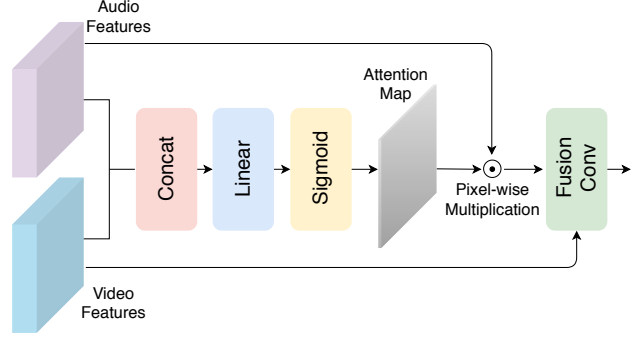 Audio
Features
Attention
Map
Concat
Linear
Sigmoid
Pixel-wise
Multiplication
Fusion
Conv
Video
Features